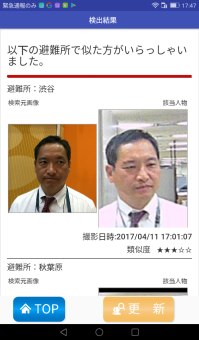 緊急通報のみ 17:47
検出結果
以下の避難所で似た方がいらっしゃい
ました。
避難所：渋谷
検索元画像 該当人物
撮影日時:2017/04/11 17:01:07
類似度 ★★★☆☆
避難所：秋葉原
検索元画像 該当人物
TOP 更 新